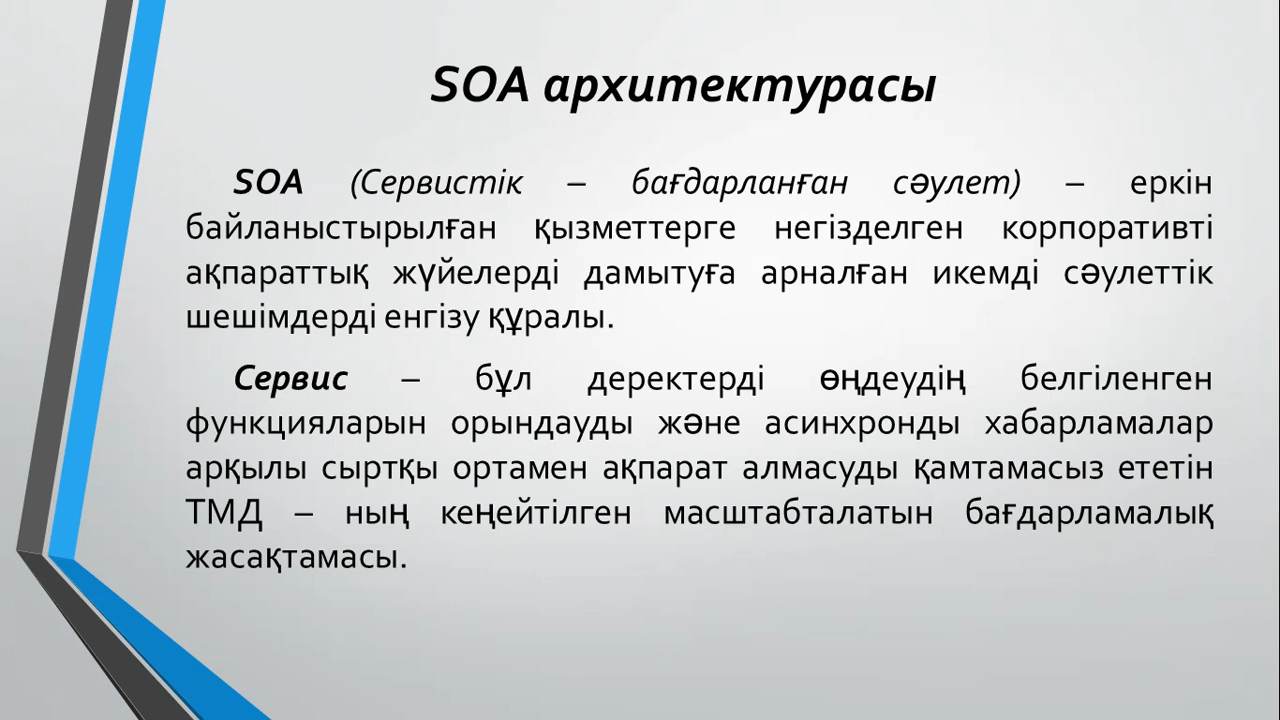 SOA архитектурасы
SOA (Сервистік – бағдарланған сәулет) – еркін
байланыстырылған қызметтерге негізделген корпоративті
ақпараттық жүйелерді дамытуға арналған икемді сәулеттік
шешімдерді енгізу құралы.
Сервис – бұл деректерді өңдеудің белгіленген
функцияларын орындауды және асинхронды хабарламалар
арқылы сыртқы ортамен ақпарат алмасуды қамтамасыз ететін
ТМД – ның кеңейтілген масштабталатын бағдарламалық
жасақтамасы.